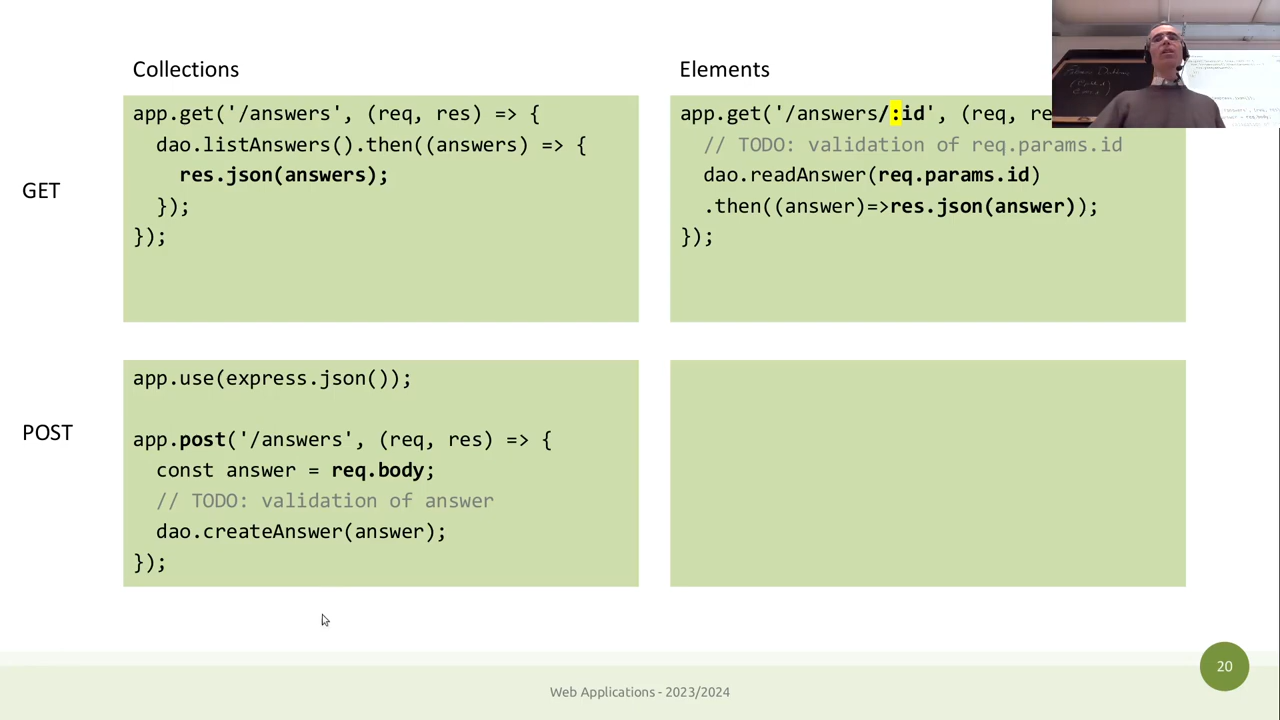 Collections
Elements
GET
app.get('/answers', (req, res) => {
dao.listAnswers().then((answers) => {
res.json(answers);
});
});
app.get('/answers/:id', (req, re
// TODO: validation of req.params.id
dao.readAnswer(req.params.id)
.then((answer)=>res.json(answer));
});
POST
app.use(express.json());
app.post('/answers', (req, res) => {
const answer = req.body;
// TODO: validation of answer
dao.createAnswer(answer);
});
Web Applications - 2023/2024
20